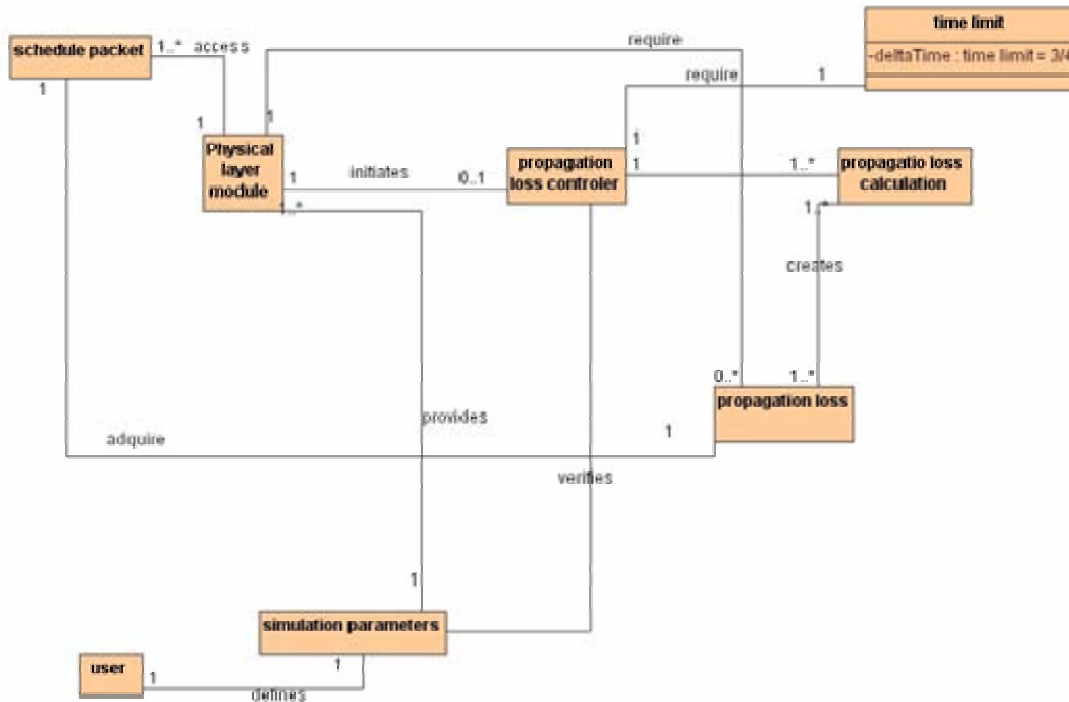 time limit
-deltaTime : time limit = 3/4
schedule packet
1..* access
require
require
1
1
1
1
1
Physical
layer
module
1
initiates
0..1
propagation
loss controler
1
1
1..*
propagatio loss
calculation
1..*
1..*
creates
0..*
1..*
propagation loss
provides
adquire
1
verifies
1
simulation parameters
user
1
1
defines